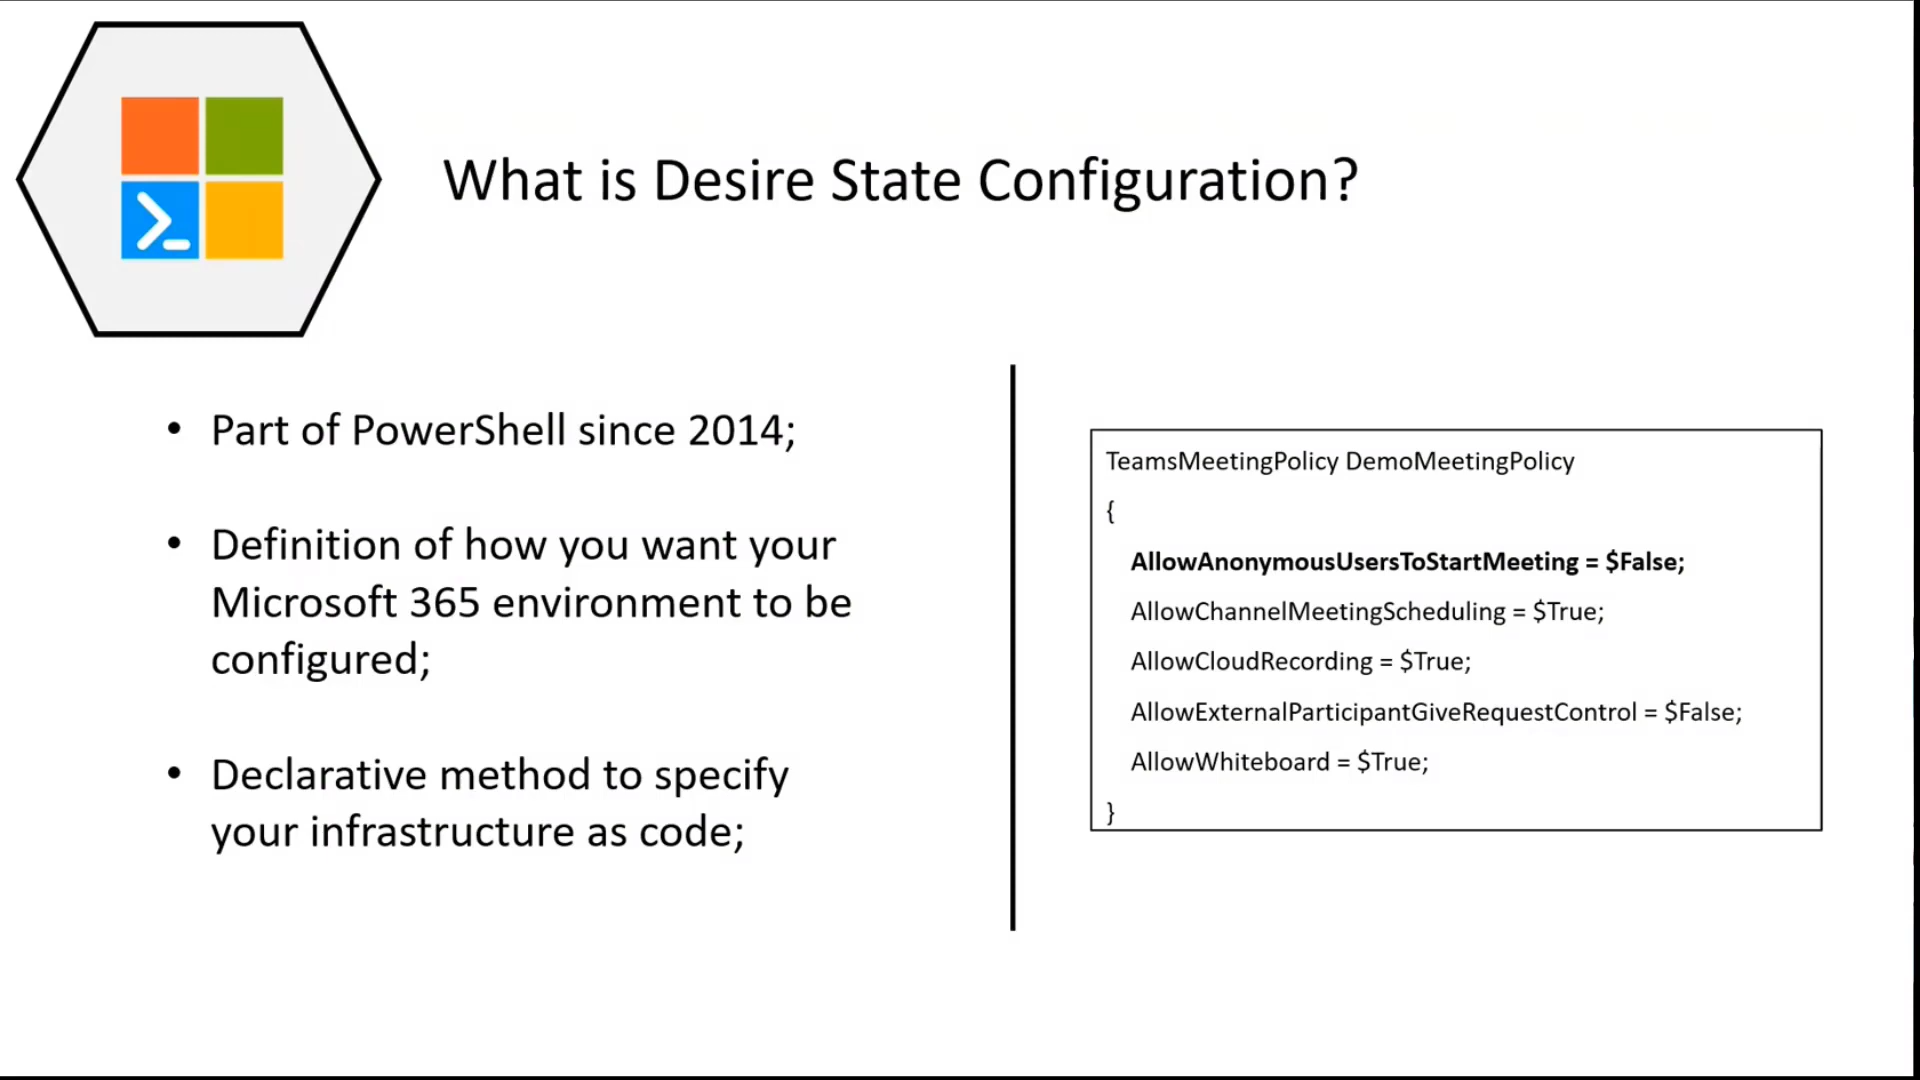 What is Desire State Configuration?
• Part of PowerShell since 2014;
• Definition of how you want your
Microsoft 365 environment to be
configured;
• Declarative method to specify
your infrastructure as code;
TeamsMeetingPolicy DemoMeetingPolicy
{
AllowAnonymousUsersToStartMeeting = $False;
AllowChannelMeetingScheduling = $True;
AllowCloudRecording = $True;
AllowExternalParticipantGiveRequestControl = $False;
AllowWhiteboard = $True;
}